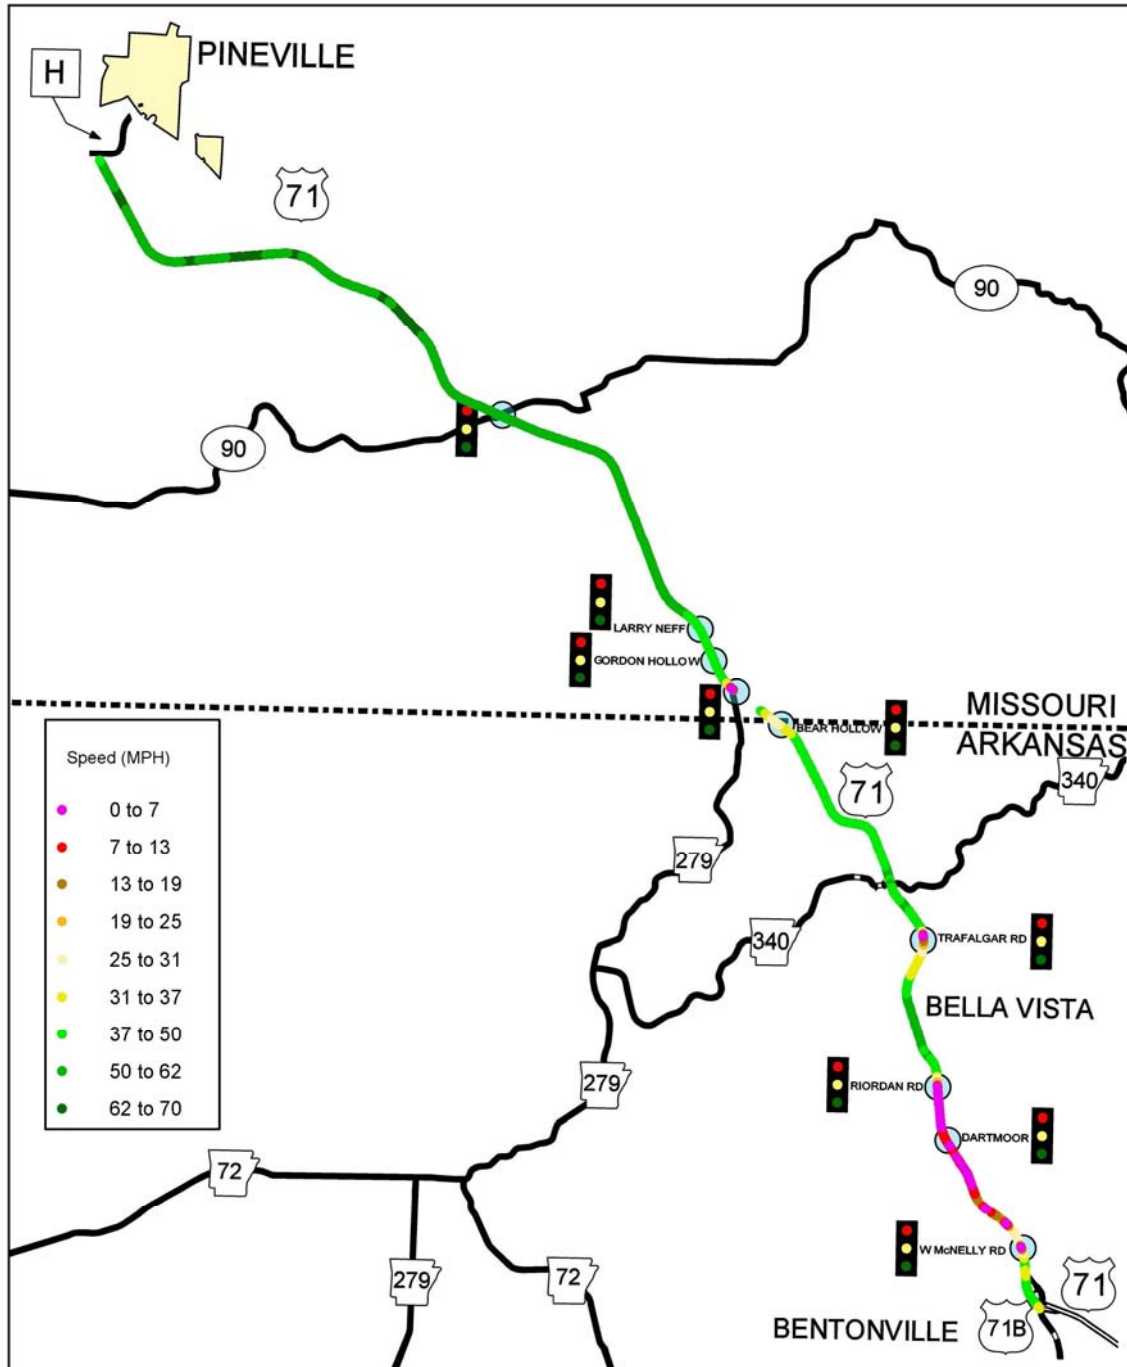 PINEVILLE
H
71
90
90
LARRY NEFF
GORDON HOLLOW
MISSOURI
BEAR HOLLOW
ARKANSAS
Speed (MPH)
0 to 7
7 to 13
13 to 19
19 to 25
25 to 31
31 to 37
37 to 50
50 to 62
62 to 70
71
340
279
340
TRAFALGAR RD
BELLA VISTA
279
RIORDAN RD
DARTMOOR
72
W McNELLY RD
279
72
71
BENTONVILLE
71B